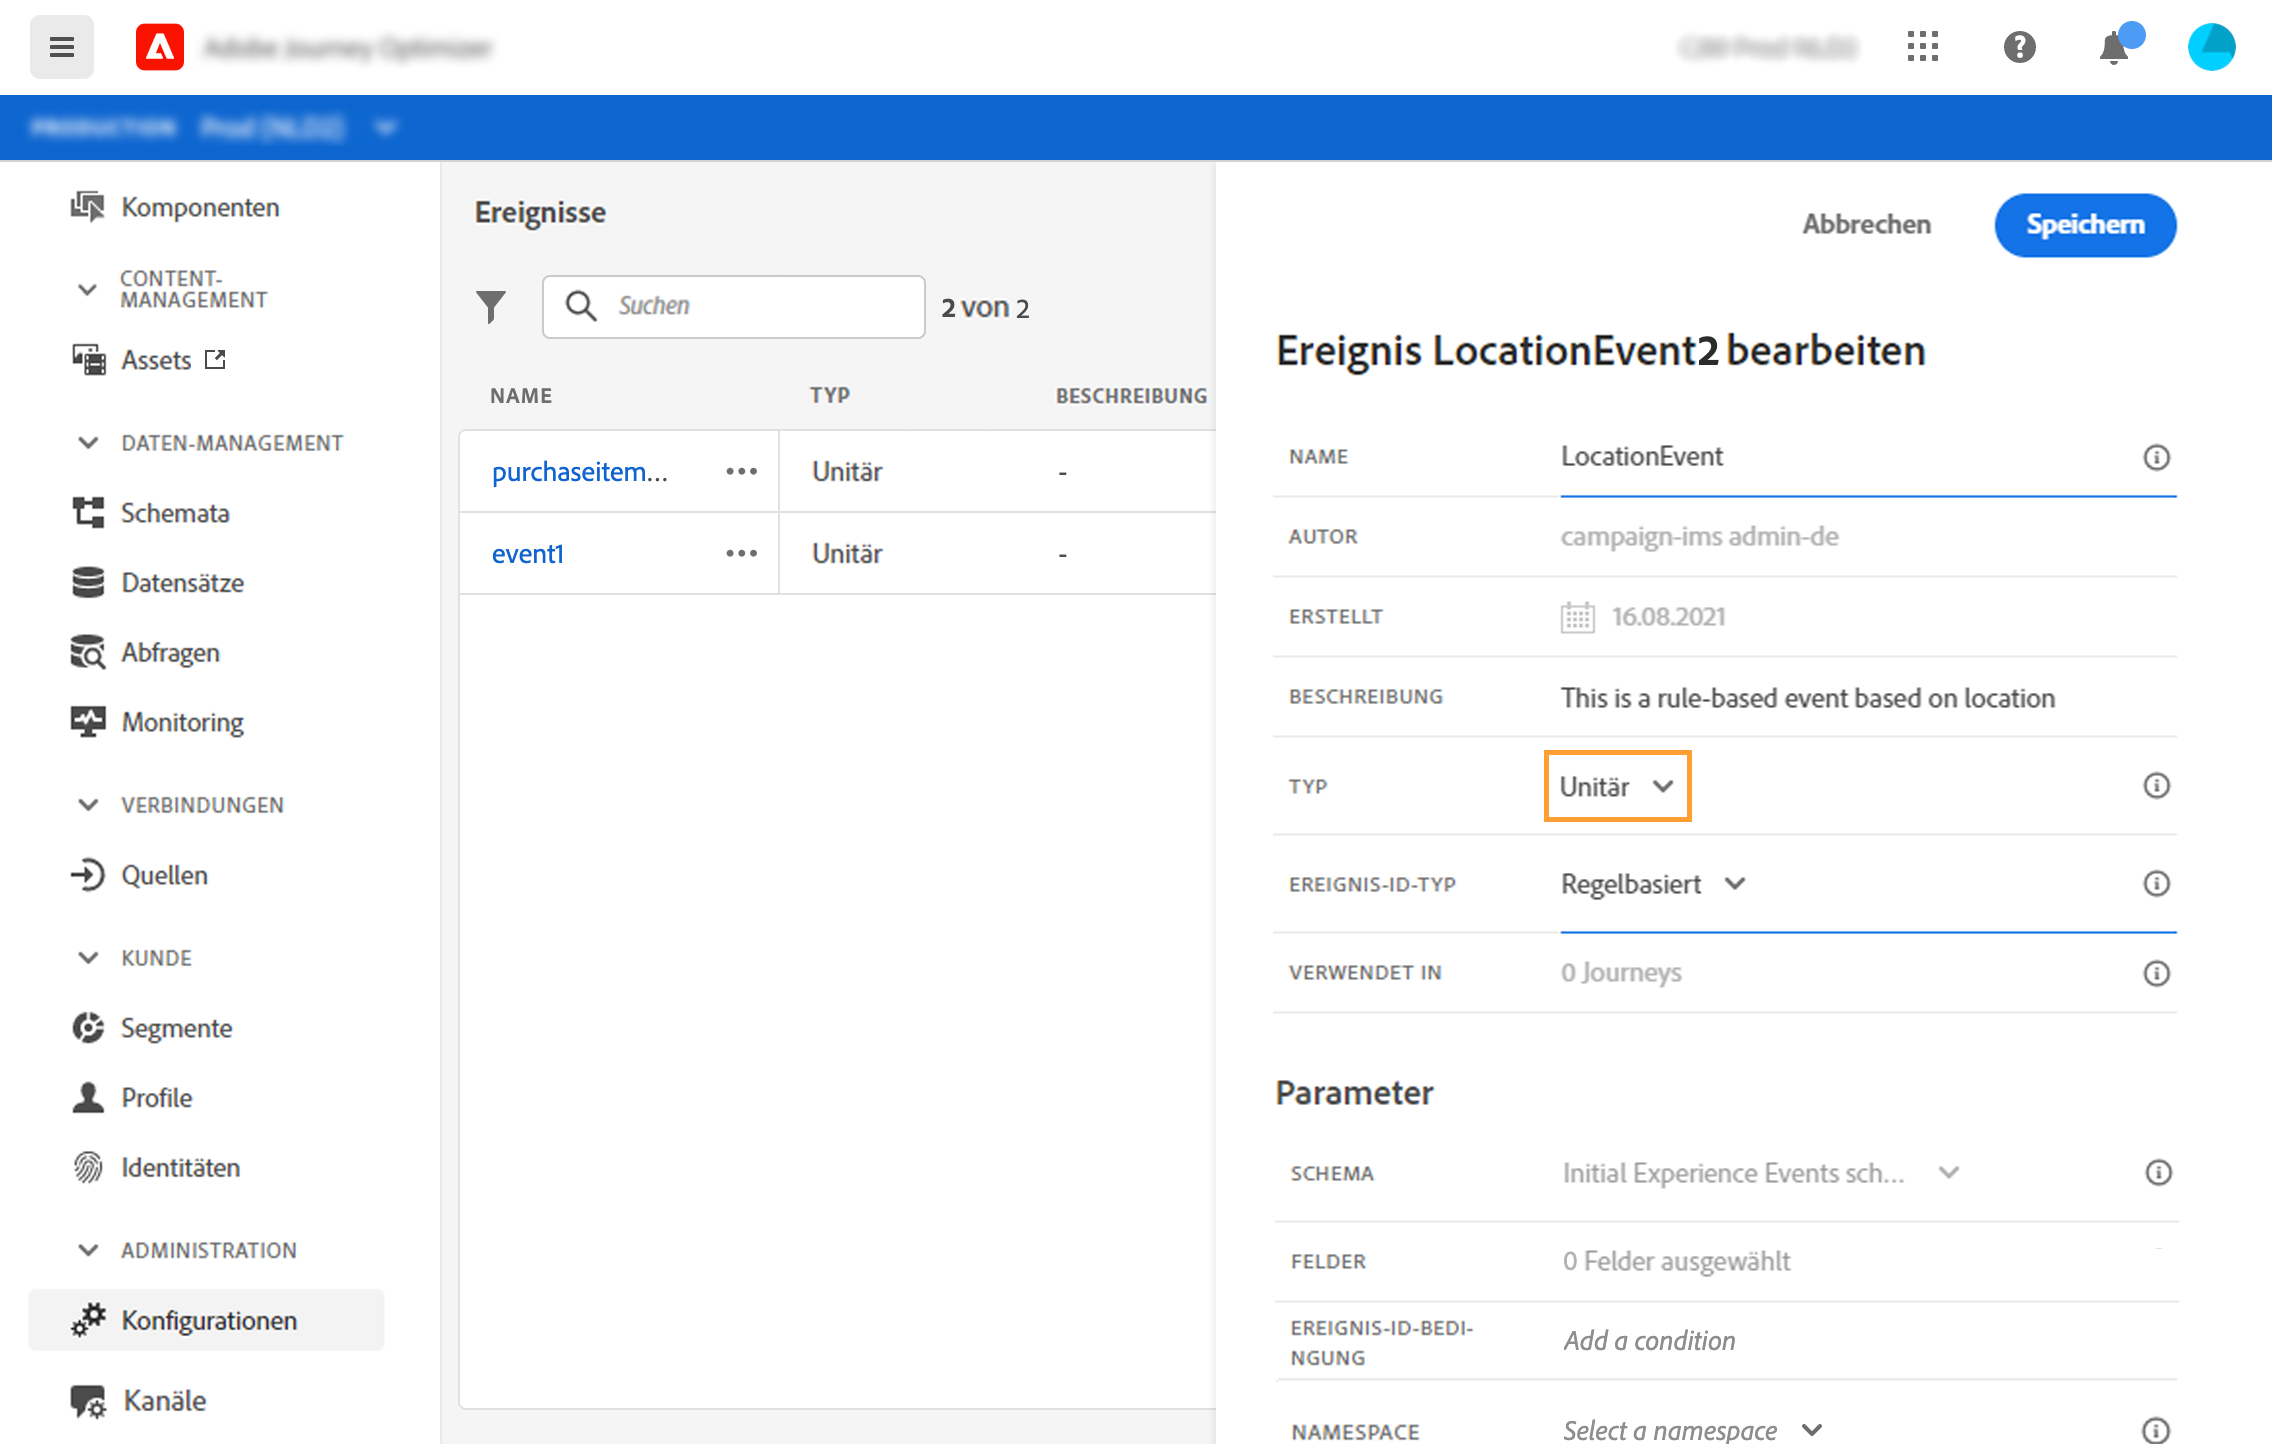 Komponenten
CONTENT-
MANAGEMENT
Assets
DATEN-MANAGEMENT
Schemata
Datensätze
Abfragen
Monitoring
VERBINDUNGEN
Quellen
KUNDE
Segmente
Profile
Identitäten
ADMINISTRATION
Konfigurationen
Kanäle
Ereignisse
Suchen
2 von 2
NAME TYP BESCHREIBUNG
purchaseitem... ••• Unitär -
event1 ••• Unitär -
Abbrechen Speichern
Ereignis LocationEvent2 bearbeiten
NAME LocationEvent
AUTOR campaign-ims admin-de
ERSTELLT 16.08.2021
BESCHREIBUNG This is a rule-based event based on location
TYP Unitär
EREIGNIS-ID-TYP Regelbasiert
VERWENDET IN 0 Journeys
Parameter
SCHEMA Initial Experience Events sch...
FELDER 0 Felder ausgewählt
EREIGNIS-ID-BEDI-
NGUNG Add a condition
NAMESPACE Select a namespace